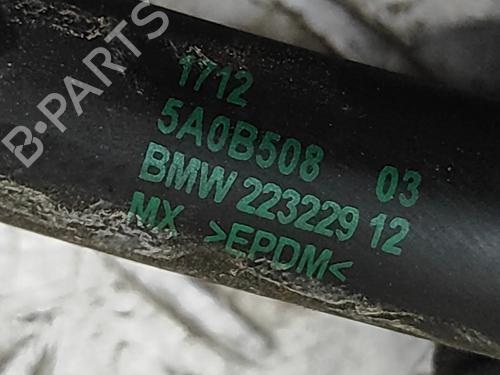 B-PARTS
1712
5A0B508 03
BMW 223229 12
MX >EPDM<